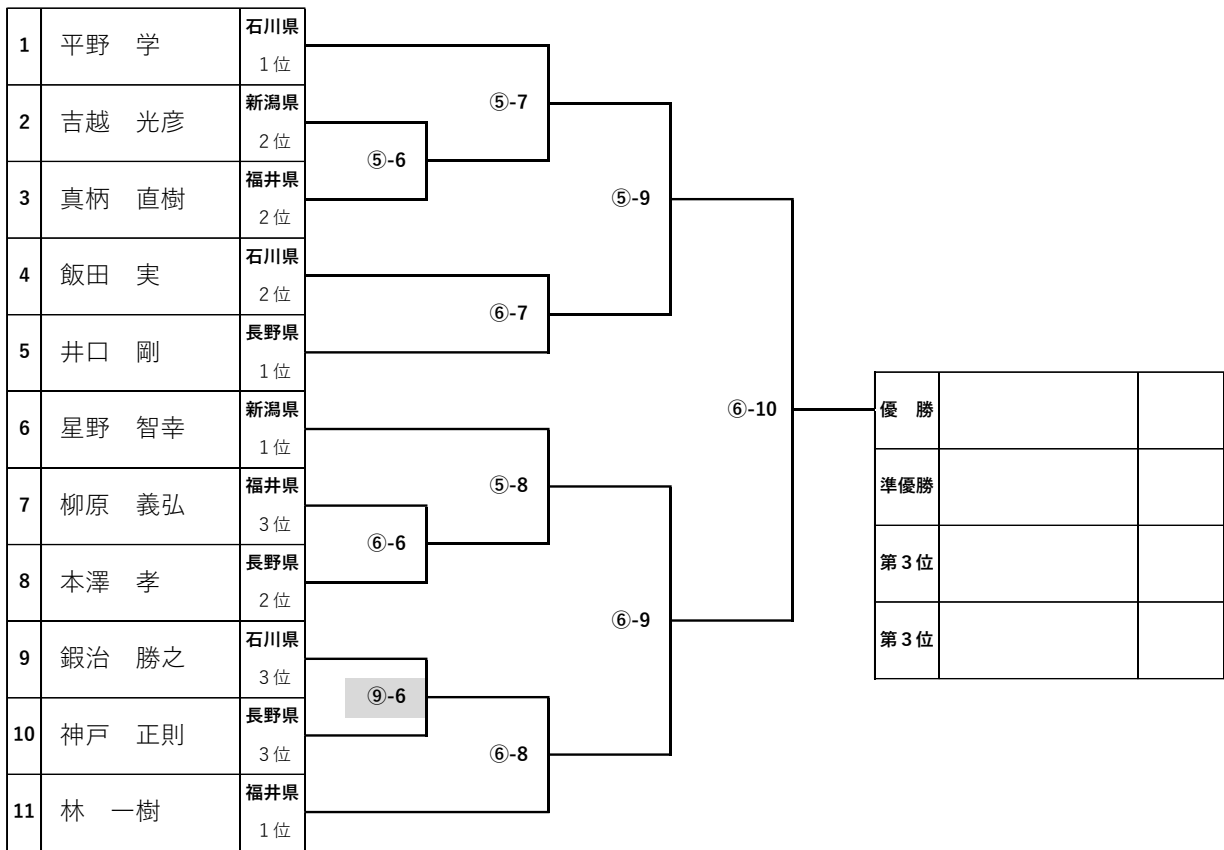 1 平野　学 石川県 1位
2 吉越　光彦 新潟県 2位
3 真柄　直樹 福井県 2位
4 飯田　実 石川県 2位
5 井口　剛 長野県 1位
6 星野　智幸 新潟県 1位
7 柳原　義弘 福井県 3位
8 本澤　孝 長野県 2位
9 鍜治　勝之 石川県 3位
10 神戸　正則 長野県 3位
11 林　一樹 福井県 1位
⑤-6
⑥-6
⑨-6
⑤-7
⑥-7
⑤-8
⑥-8
⑤-9
⑥-9
⑥-10
優　勝
準優勝
第３位
第３位